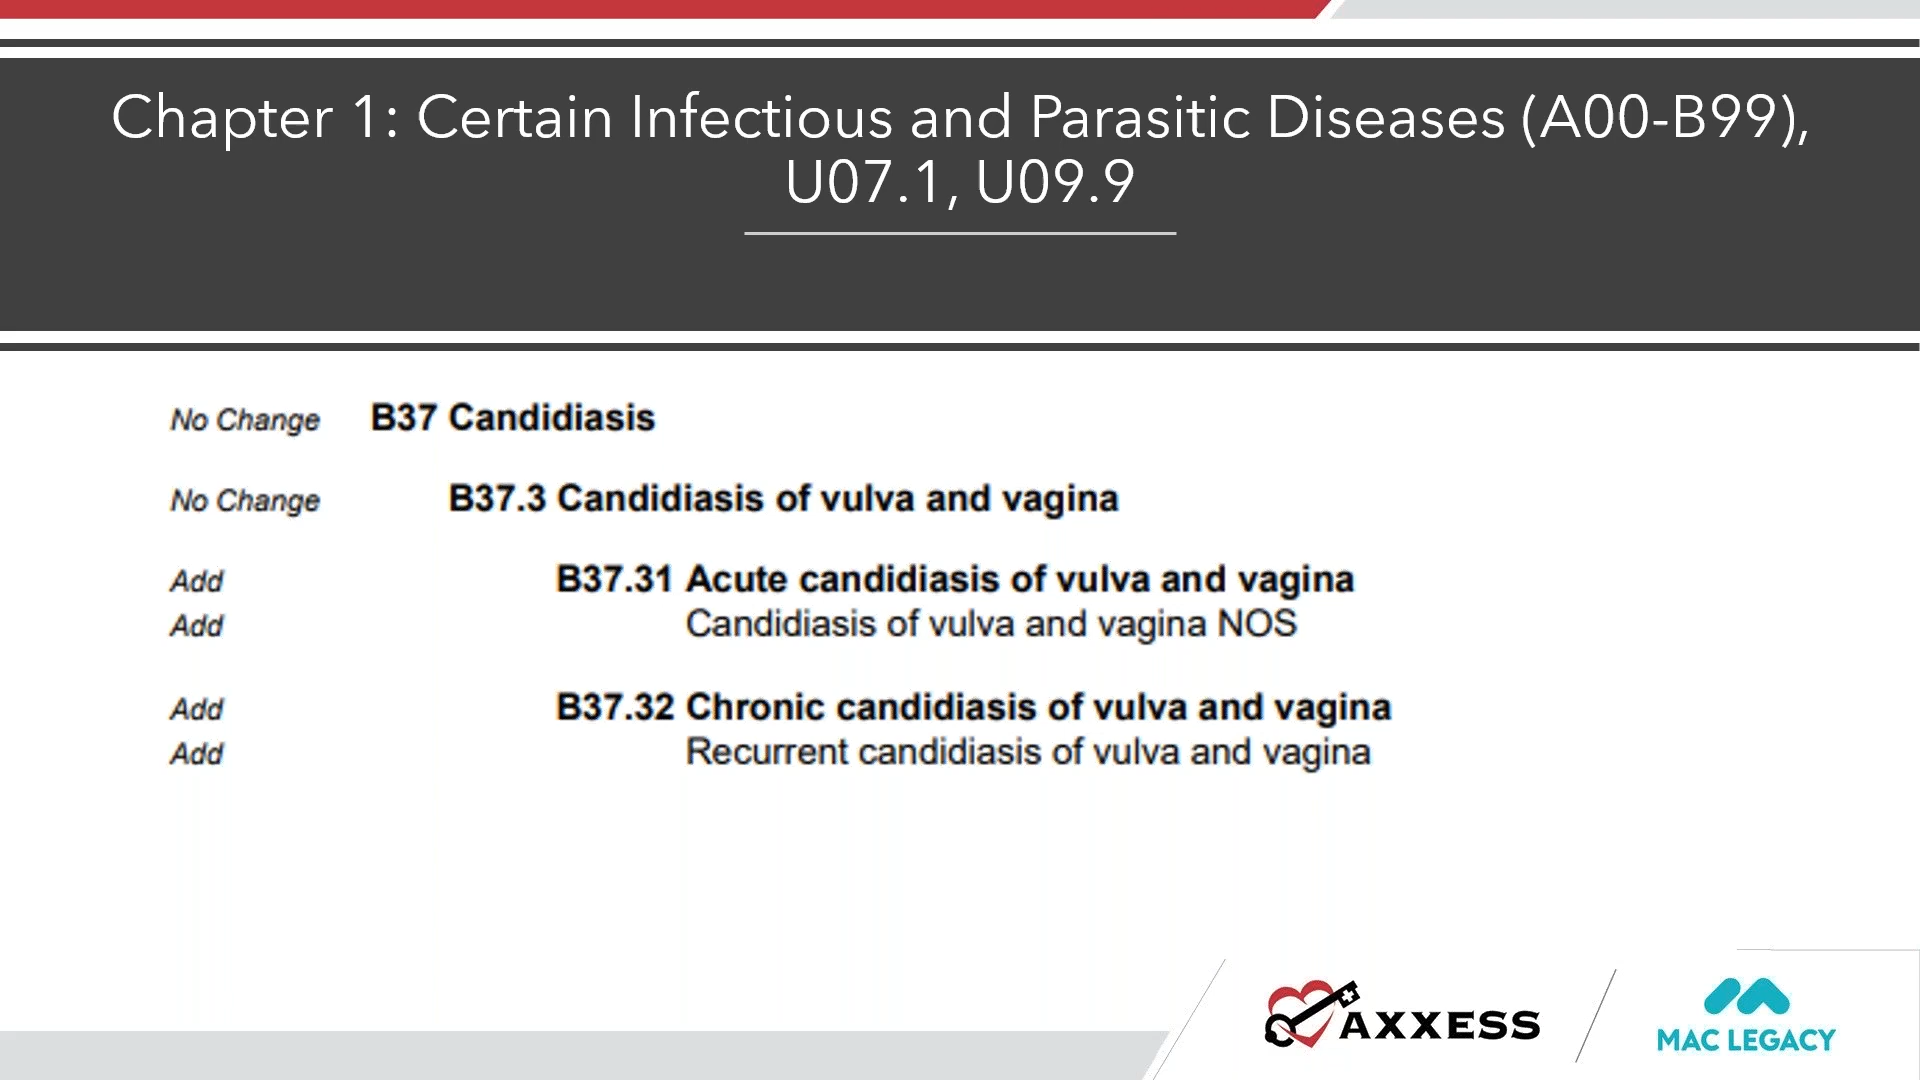 Chapter 1: Certain Infectious and Parasitic Diseases (A00-B99),
U07.1, U09.9
No Change B37 Candidiasis
No Change B37.3 Candidiasis of vulva and vagina
Add B37.31 Acute candidiasis of vulva and vagina
Add Candidiasis of vulva and vagina NOS
Add B37.32 Chronic candidiasis of vulva and vagina
Add Recurrent candidiasis of vulva and vagina
AXXESS
MAC LEGACY